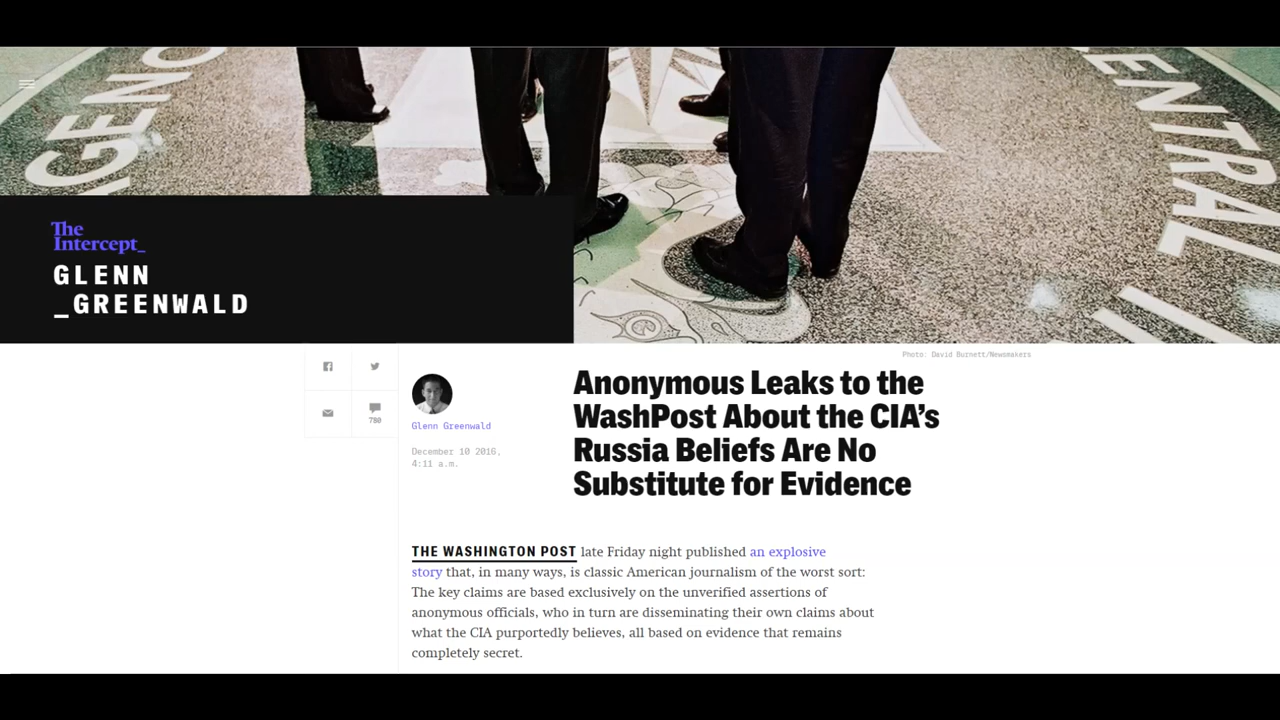 AGENC
ENTRAL
The
Intercept_
GLENN
_GREENWALD
Photo: David Burnett/Newsmakers
780
Glenn Greenwald
December 10 2016,
4:11 a.m.
Anonymous Leaks to the
WashPost About the CIA’s
Russia Beliefs Are No
Substitute for Evidence
THE WASHINGTON POST late Friday night published an explosive
story that, in many ways, is classic American journalism of the worst sort:
The key claims are based exclusively on the unverified assertions of
anonymous officials, who in turn are disseminating their own claims about
what the CIA purportedly believes, all based on evidence that remains
completely secret.